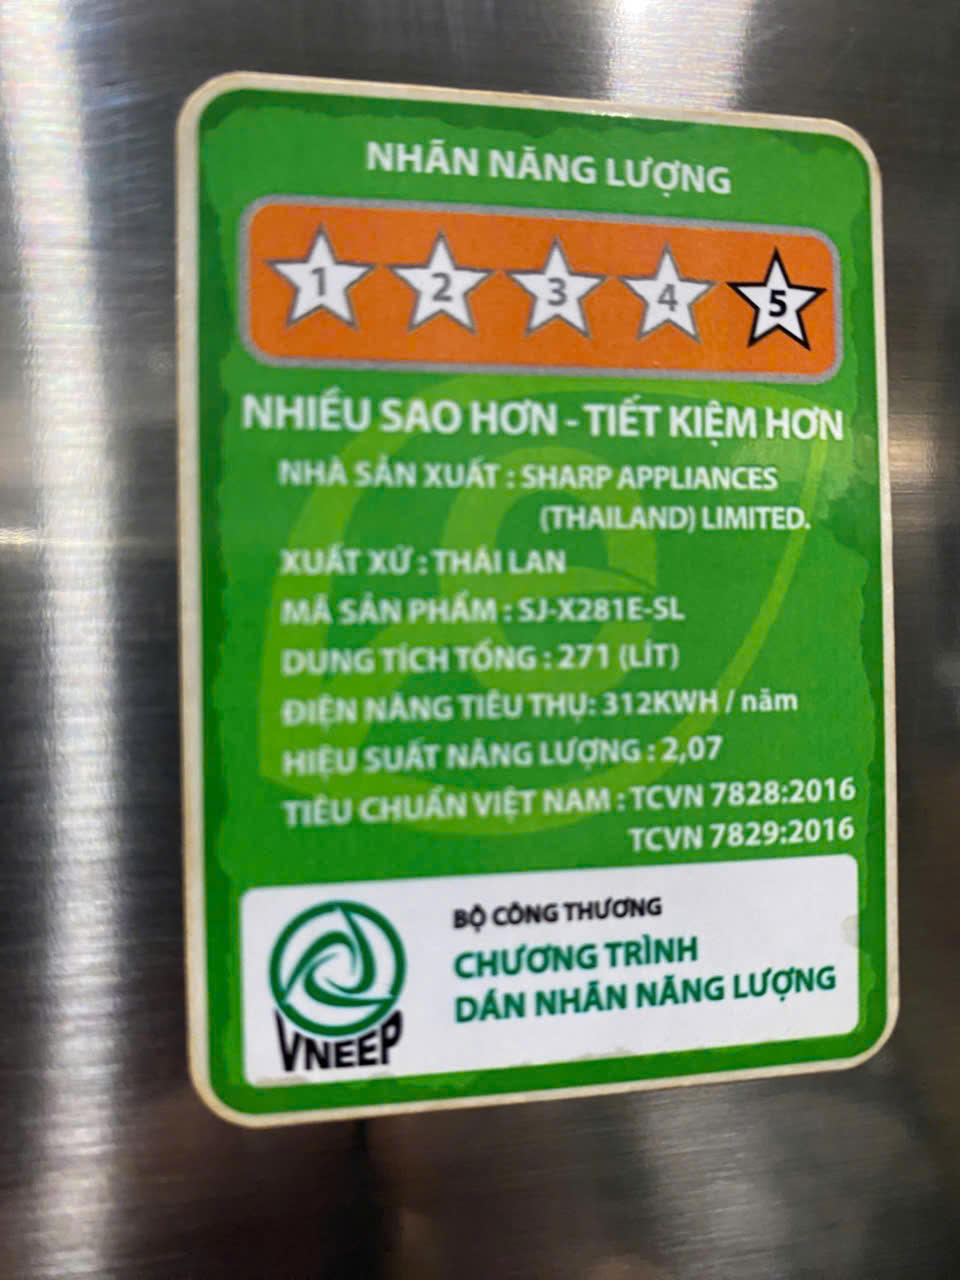 NHÃN NĂNG LƯỢNG
1 2 3 4 5
NHIỀU SAO HƠN - TIẾT KIỆM HƠN
NHÀ SẢN XUẤT : SHARP APPLIANCES
(THAILAND) LIMITED.
XUẤT XỨ : THÁI LAN
MÃ SẢN PHẨM : SJ-X281E-SL
DUNG TÍCH TỔNG : 271 (LÍT)
ĐIỆN NĂNG TIÊU THỤ: 312KWH / năm
HIỆU SUẤT NĂNG LƯỢNG : 2,07
TIÊU CHUẨN VIỆT NAM : TCVN 7828:2016
TCVN 7829:2016
BỘ CÔNG THƯƠNG
CHƯƠNG TRÌNH
DÁN NHÃN NĂNG LƯỢNG
VNEEP